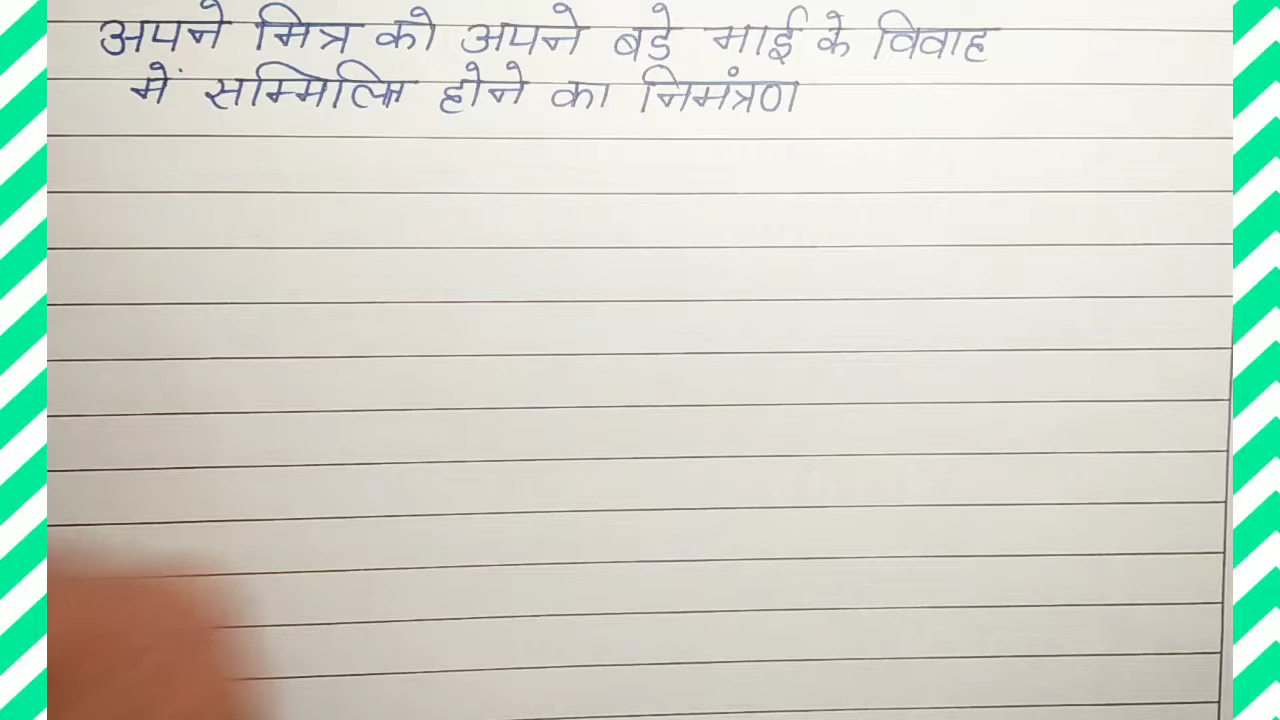 अपने मित्र को अपने बडे भाई के विवाह
में सम्मिलित होने का निमंत्रण